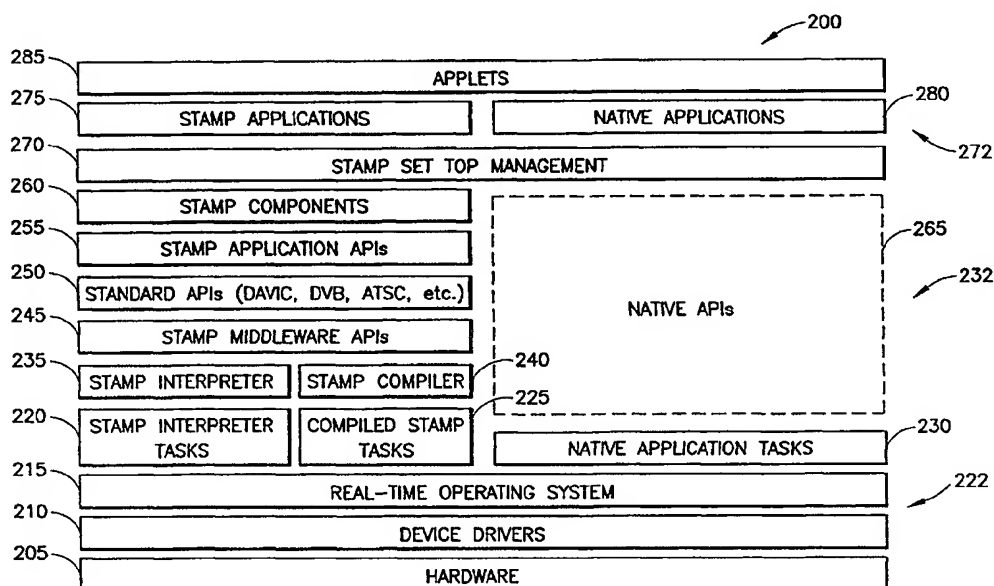 200
285
APPLETS
275
STAMP APPLICATIONS
NATIVE APPLICATIONS
280
272
270
STAMP SET TOP MANAGEMENT
260
STAMP COMPONENTS
255
STAMP APPLICATION APIs
265
250
STANDARD APIs (DAVIC, DVB, ATSC, etc.)
232
NATIVE APIs
245
STAMP MIDDLEWARE APIs
235
STAMP INTERPRETER
STAMP COMPILER
240
220
STAMP INTERPRETER
TASKS
COMPILED STAMP
TASKS
225
NATIVE APPLICATION TASKS
230
215
REAL-TIME OPERATING SYSTEM
222
210
DEVICE DRIVERS
205
HARDWARE